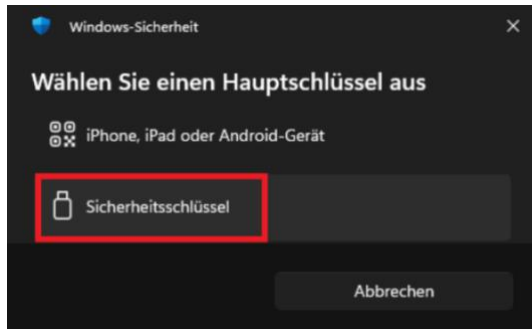 Windows-Sicherheit
Wählen Sie einen Hauptschlüssel aus
iPhone, iPad oder Android-Gerät
Sicherheitsschlüssel
Abbrechen